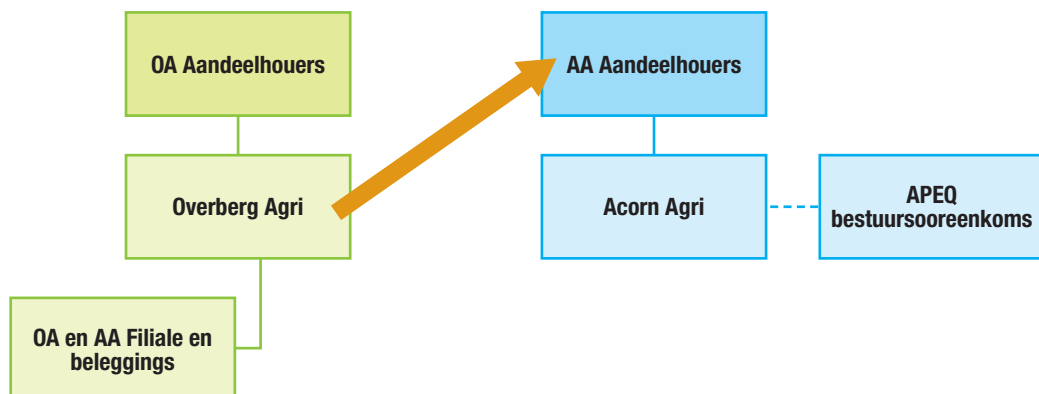 OA Aandeelhouers
AA Aandeelhouers
Overberg Agri
Acorn Agri
APEQ
bestuursooreenkoms
OA en AA Filiale en
beleggings